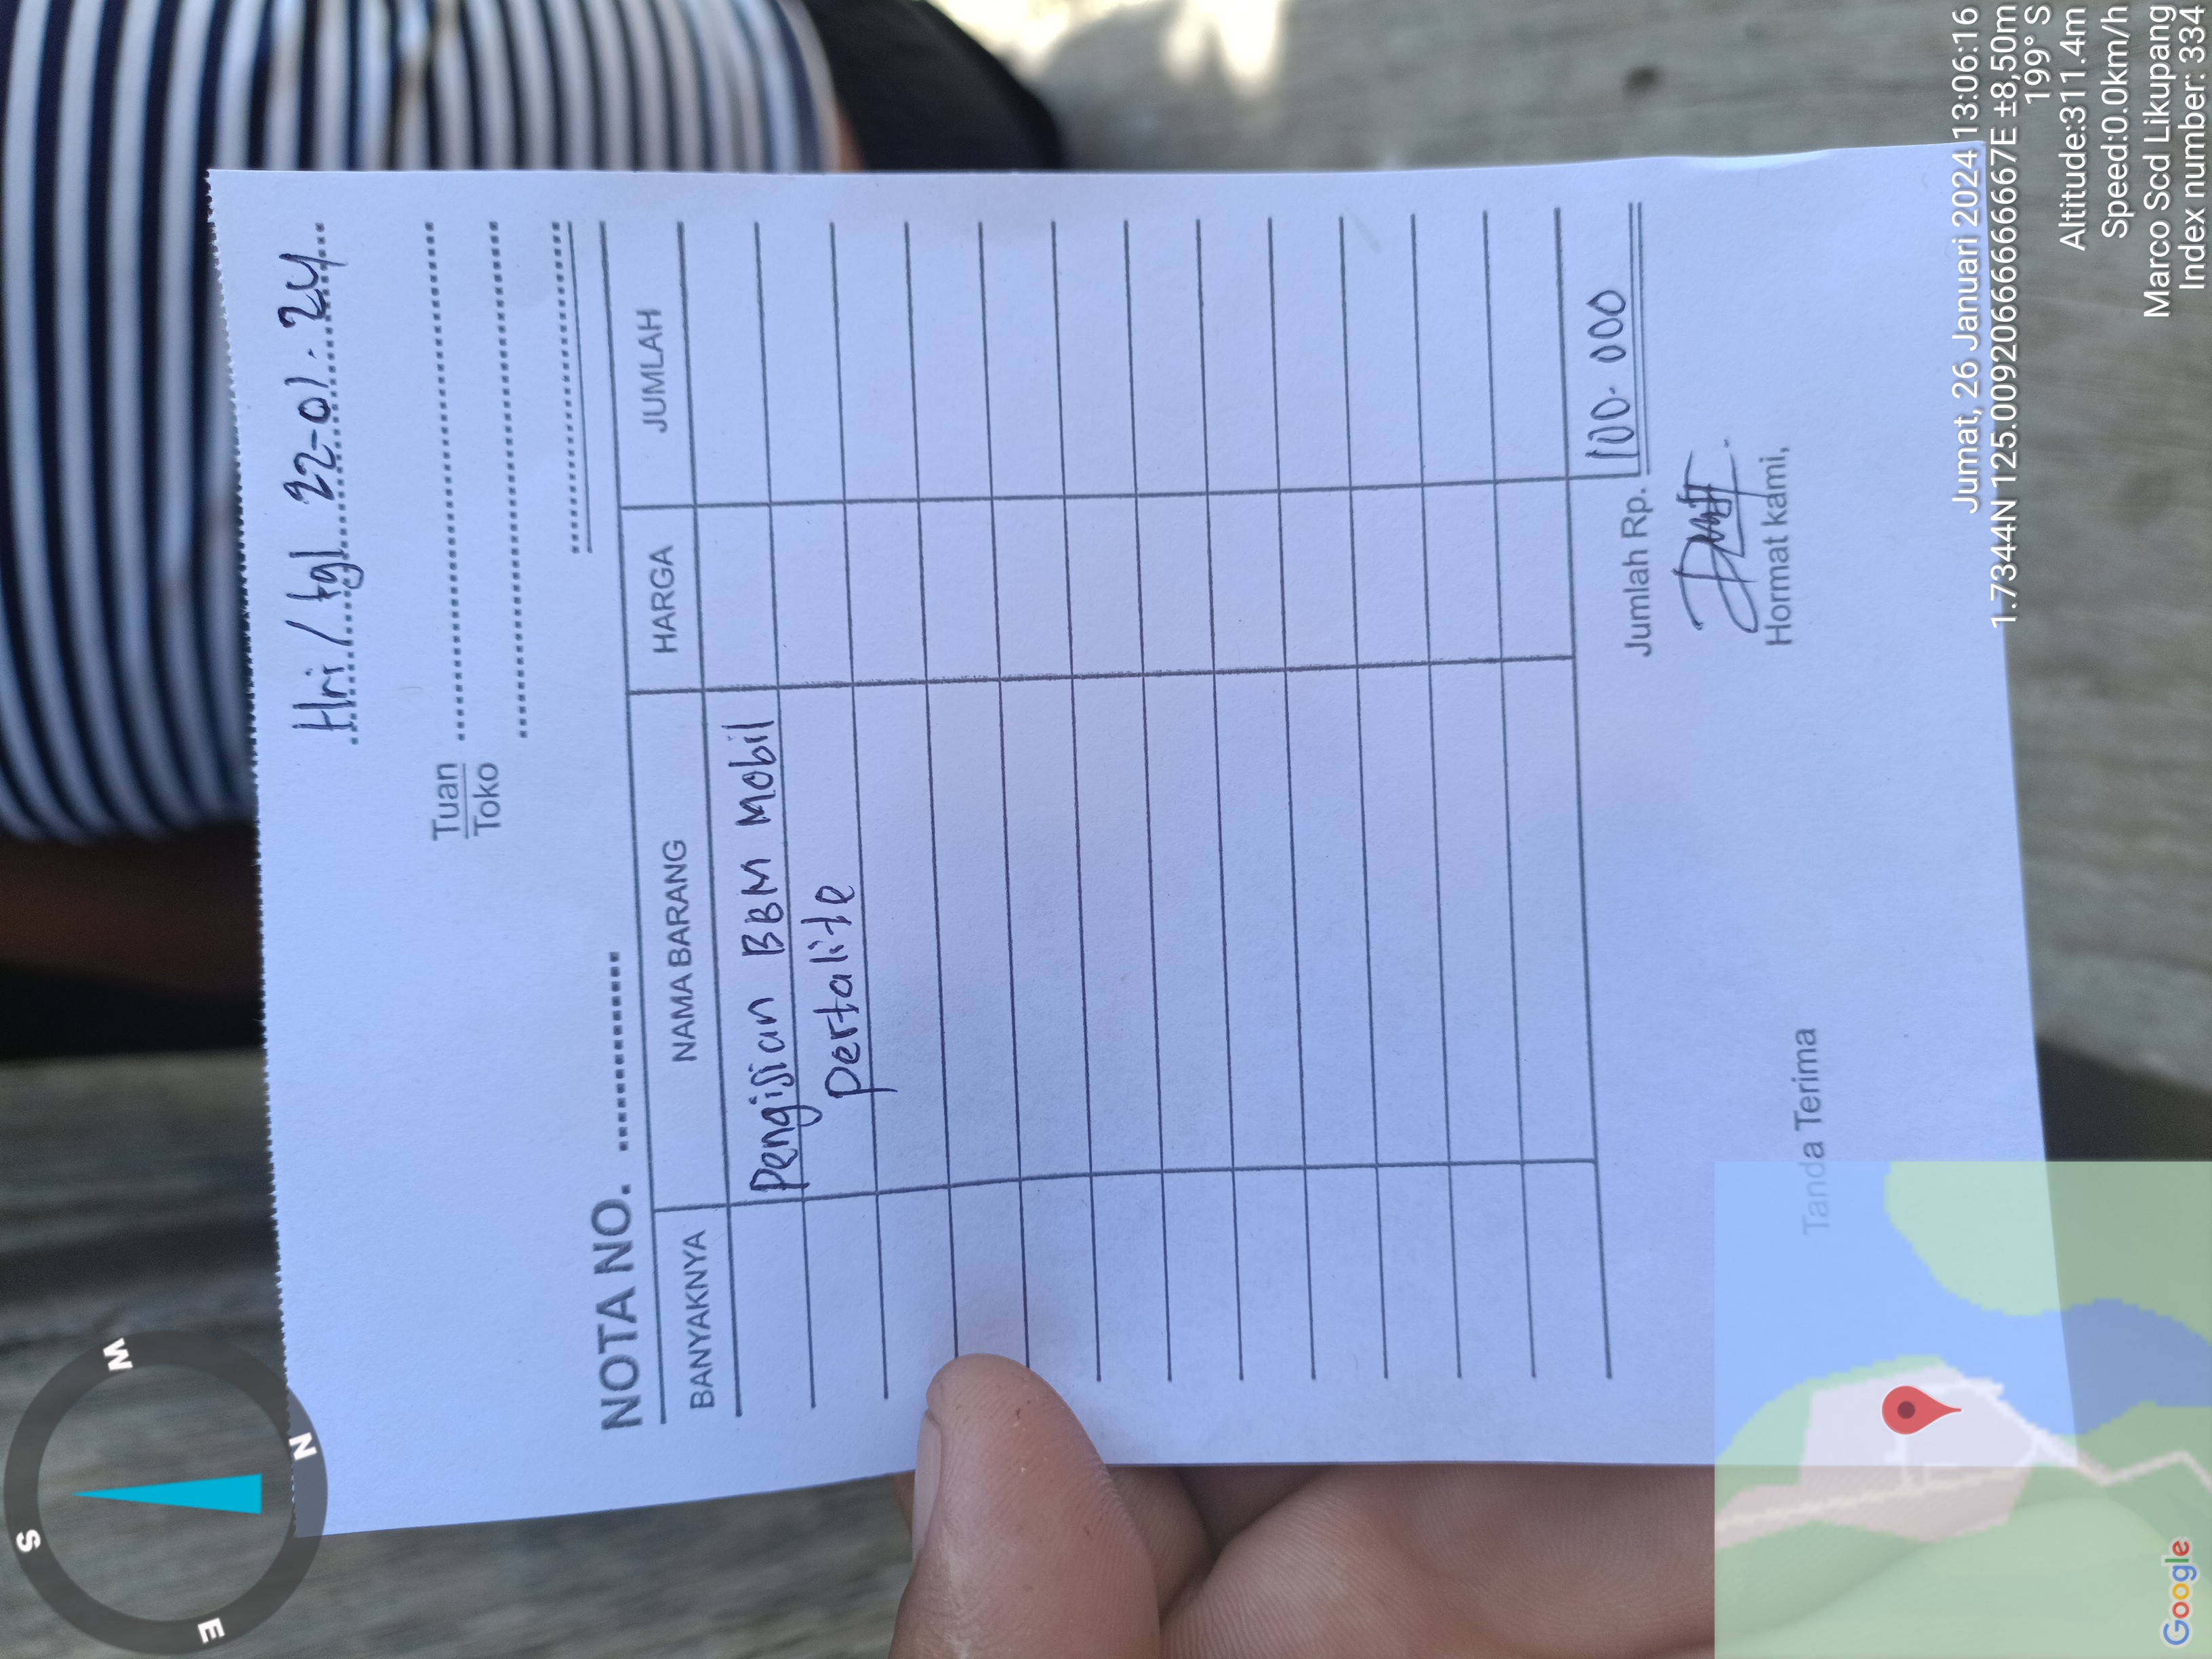 Hri / tgl 22-01-24
Tuan
Toko
NOTA NO. ............
BANYAKNYA NAMA BARANG HARGA JUMLAH
Pengisian BBM Mobil
Pertalite
Jumlah Rp. 100.000
Tanda Terima Hormat kami,
Jumat, 26 Januari 2024 13:06:16
1.7344N 125.00920666666666667E ±8,50m
199° S
Altitude:311.4m
Speed:0.0km/h
Marco Scd Likupang
Index number: 334
W
N
S
E
Google